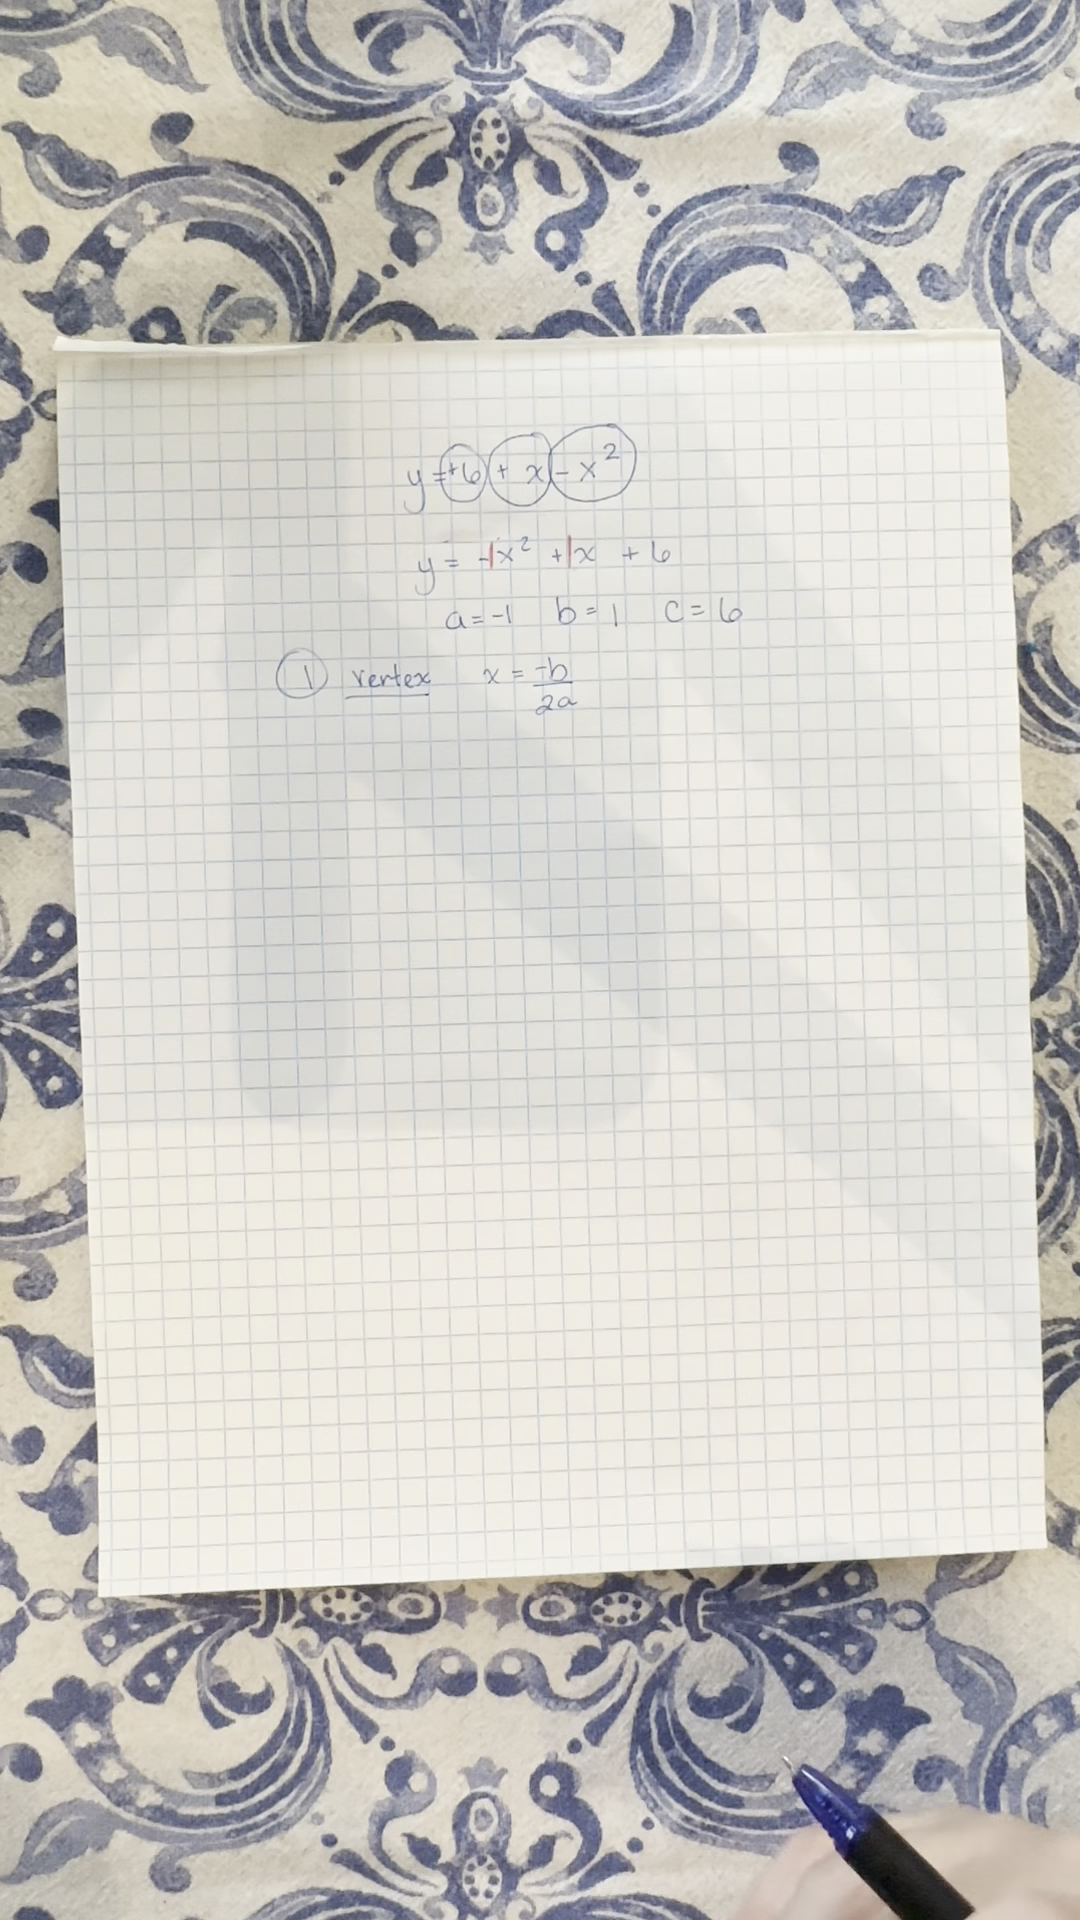 y = +6 + x - x²
y = -1x² + 1x + 6
a = -1 b = 1 c = 6
1 vertex x = -b/2a